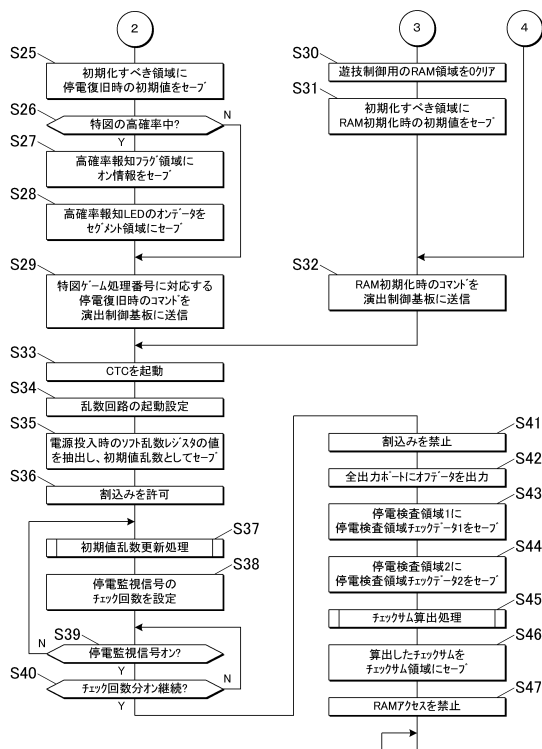 2
S25
初期化すべき領域に
停電復旧時の初期値をセーブ
S26
特図の高確率中?
N
Y
S27
高確率報知フラグ領域に
オン情報をセーブ
S28
高確率報知LEDのオンデータを
セグメント領域にセーブ
S29
特図ゲーム処理番号に対応する
停電復旧時のコマンドを
演出制御基板に送信
3
4
S30
遊技制御用のRAM領域を0クリア
S31
初期化すべき領域に
RAM初期化時の初期値をセーブ
S32
RAM初期化時のコマンドを
演出制御基板に送信
S33
CTCを起動
S34
乱数回路の起動設定
S35
電源投入時のソフト乱数レジスタの値
を抽出し、初期値乱数としてセーブ
S36
割込みを許可
S37
初期値乱数更新処理
S38
停電監視信号の
チェック回数を設定
S39
N
停電監視信号オン?
Y
S40
チェック回数分オン継続?
N
Y
S41
割込みを禁止
S42
全出力ポートにオフデータを出力
S43
停電検査領域1に
停電検査領域チェックデータ1をセーブ
S44
停電検査領域2に
停電検査領域チェックデータ2をセーブ
S45
チェックサム算出処理
S46
算出したチェックサムを
チェックサム領域にセーブ
S47
RAMアクセスを禁止